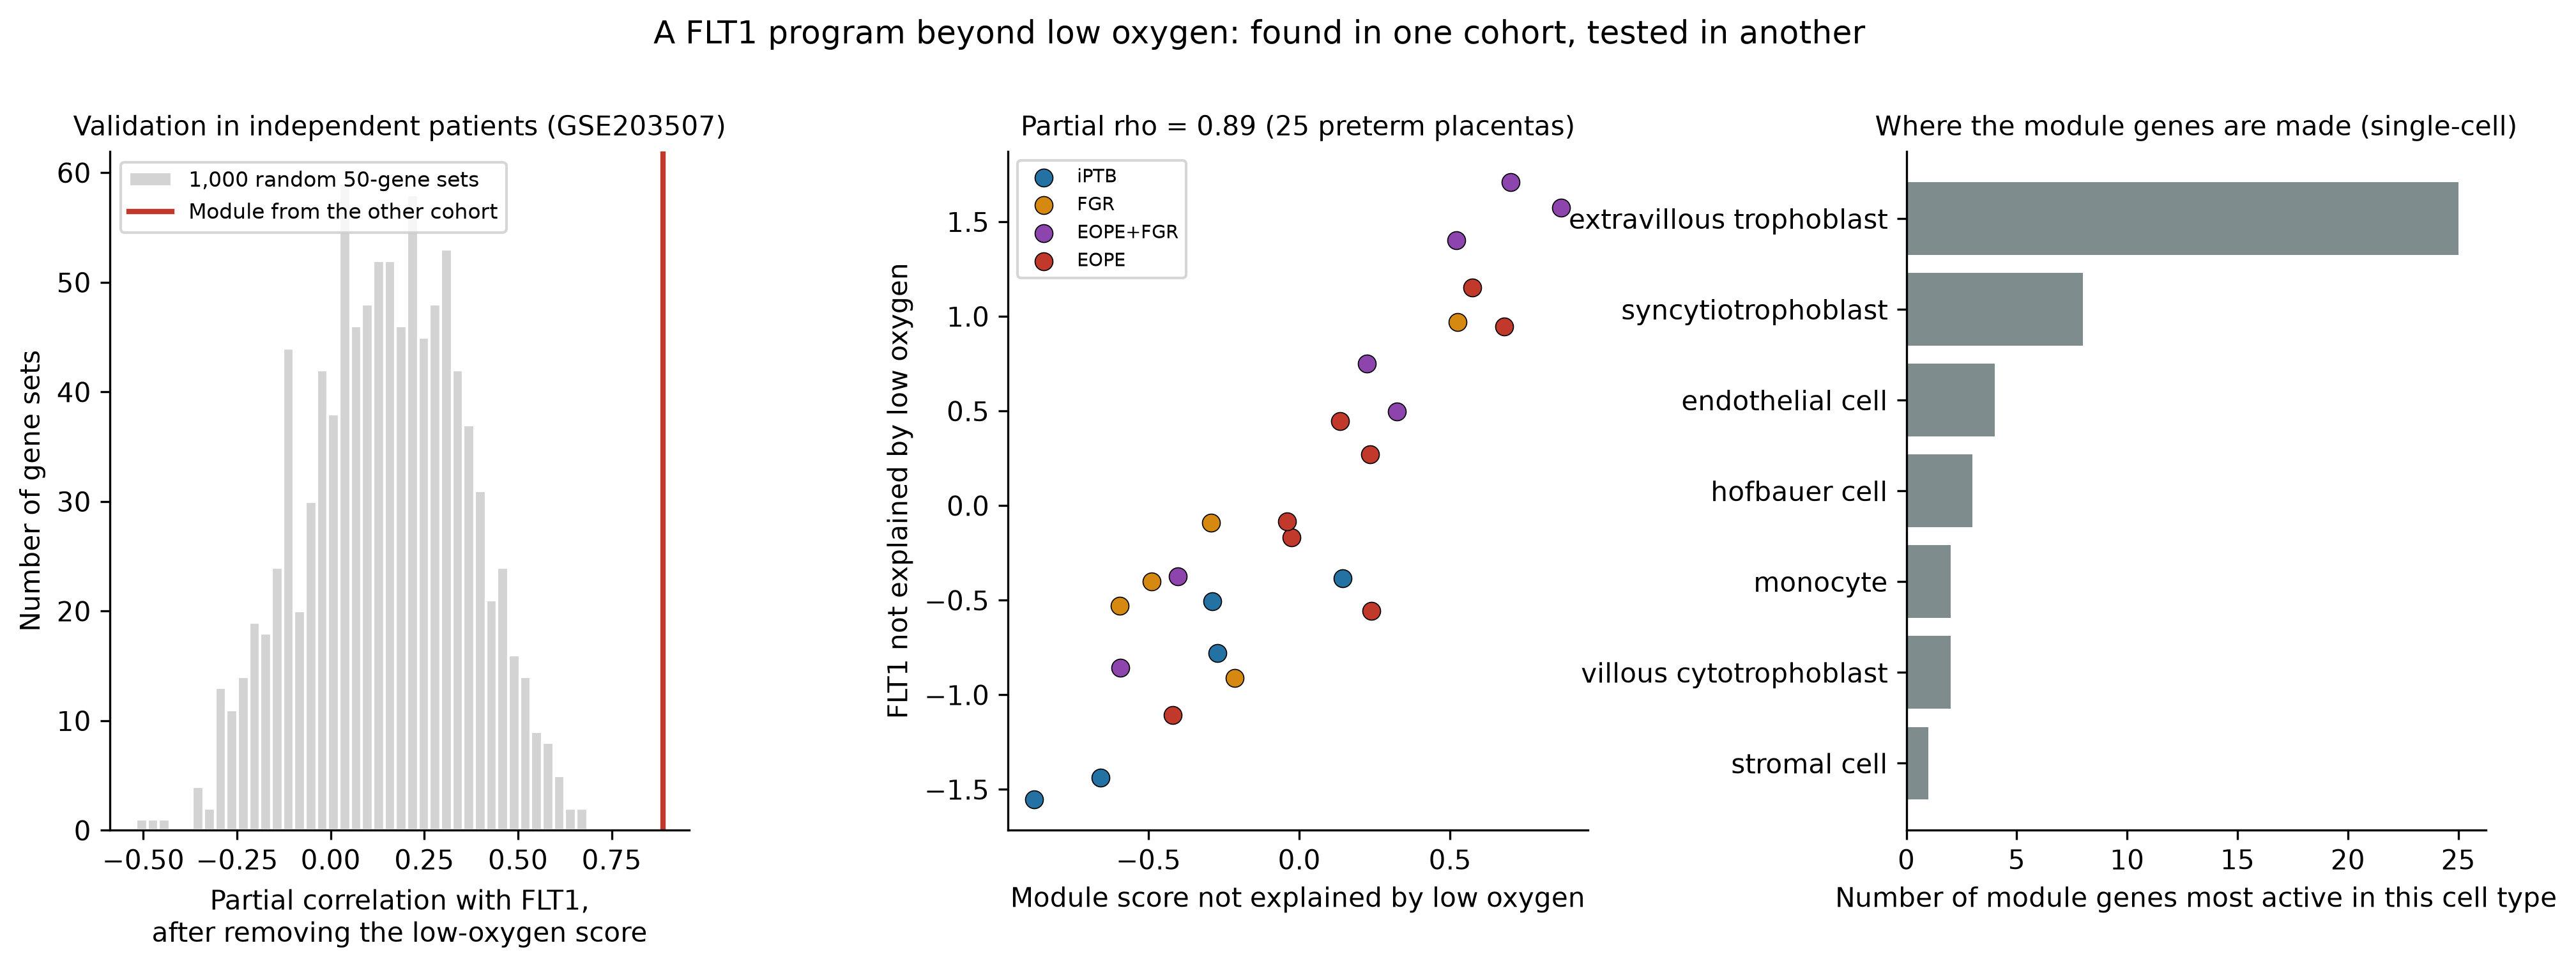 A FLT1 program beyond low oxygen: found in one cohort, tested in another
Validation in independent patients (GSE203507)
1,000 random 50-gene sets
Module from the other cohort
Number of gene sets
60
50
40
30
20
10
0
−0.50 −0.25 0.00 0.25 0.50 0.75
Partial correlation with FLT1,
after removing the low-oxygen score
Partial rho = 0.89 (25 preterm placentas)
iPTB
FGR
EOPE+FGR
EOPE
FLT1 not explained by low oxygen
1.5
1.0
0.5
0.0
−0.5
−1.0
−1.5
−0.5 0.0 0.5
Module score not explained by low oxygen
Where the module genes are made (single-cell)
extravillous trophoblast
syncytiotrophoblast
endothelial cell
hofbauer cell
monocyte
villous cytotrophoblast
stromal cell
0 5 10 15 20 25
Number of module genes most active in this cell type